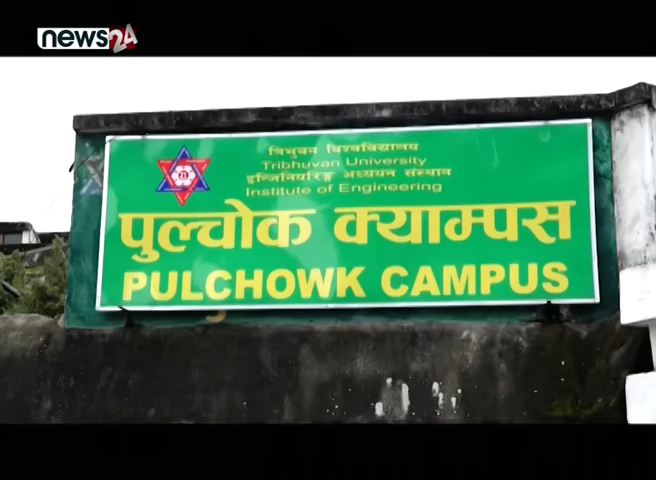 news24
त्रिभुवन विश्वविद्यालय
Tribhuvan University
इन्जिनियरिङ्ग अध्ययन संस्थान
Institute of Engineering
पुल्चोक क्याम्पस
PULCHOWK CAMPUS